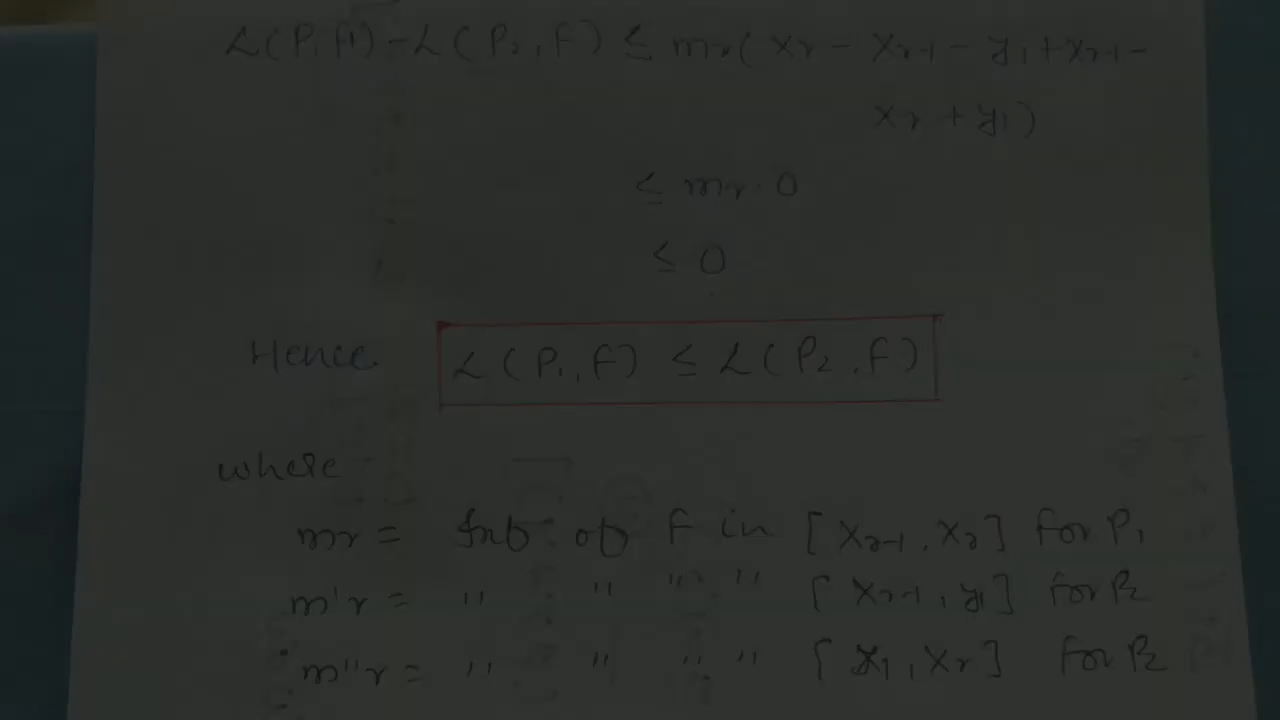 L(P₁,F) - L(P₂,F) ≤ mr(xr - xr-1 - y₁ + xr-1 -
xr + y₁)
≤ mr . 0
≤ 0
Hence L(P₁,F) ≤ L(P₂,F)
where
mr = Inf of F in [xr-1, xr] for P₁
m'r = " " " " [xr-1, y₁] for P₂
m''r = " " " " [y₁, xr] for P₂